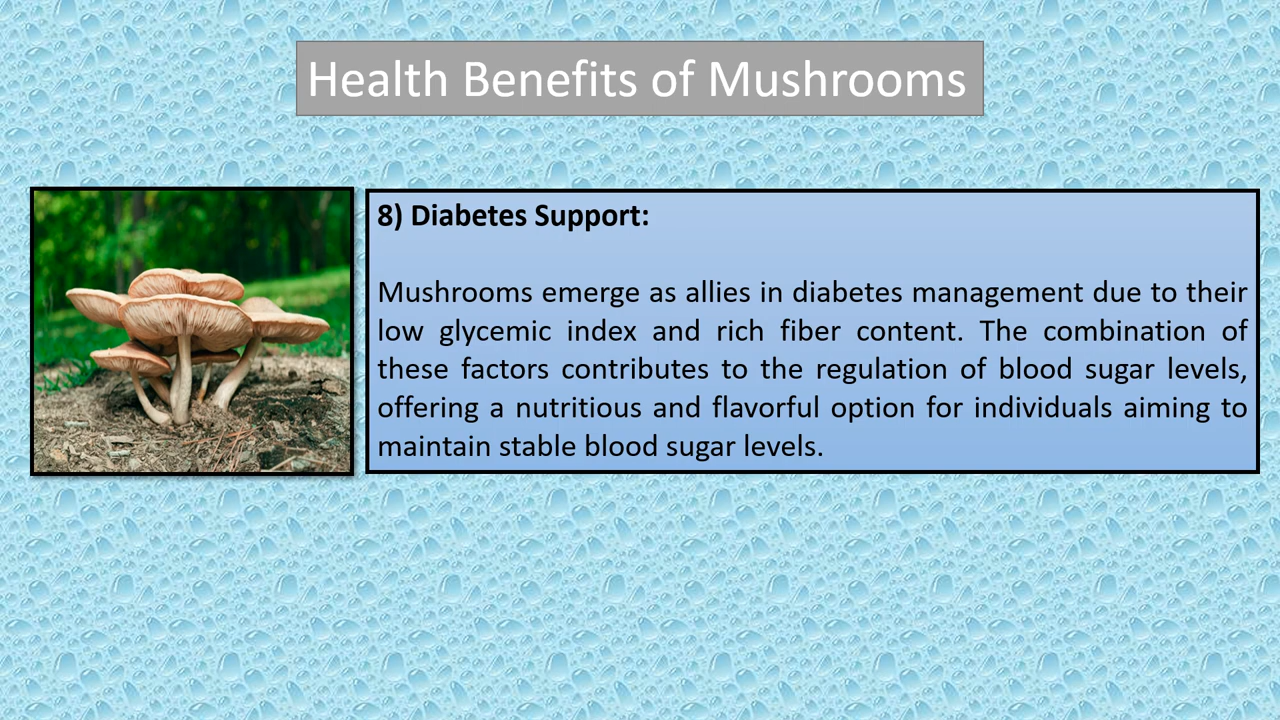 Health Benefits of Mushrooms
8) Diabetes Support:
Mushrooms emerge as allies in diabetes management due to their
low glycemic index and rich fiber content. The combination of
these factors contributes to the regulation of blood sugar levels,
offering a nutritious and flavorful option for individuals aiming to
maintain stable blood sugar levels.